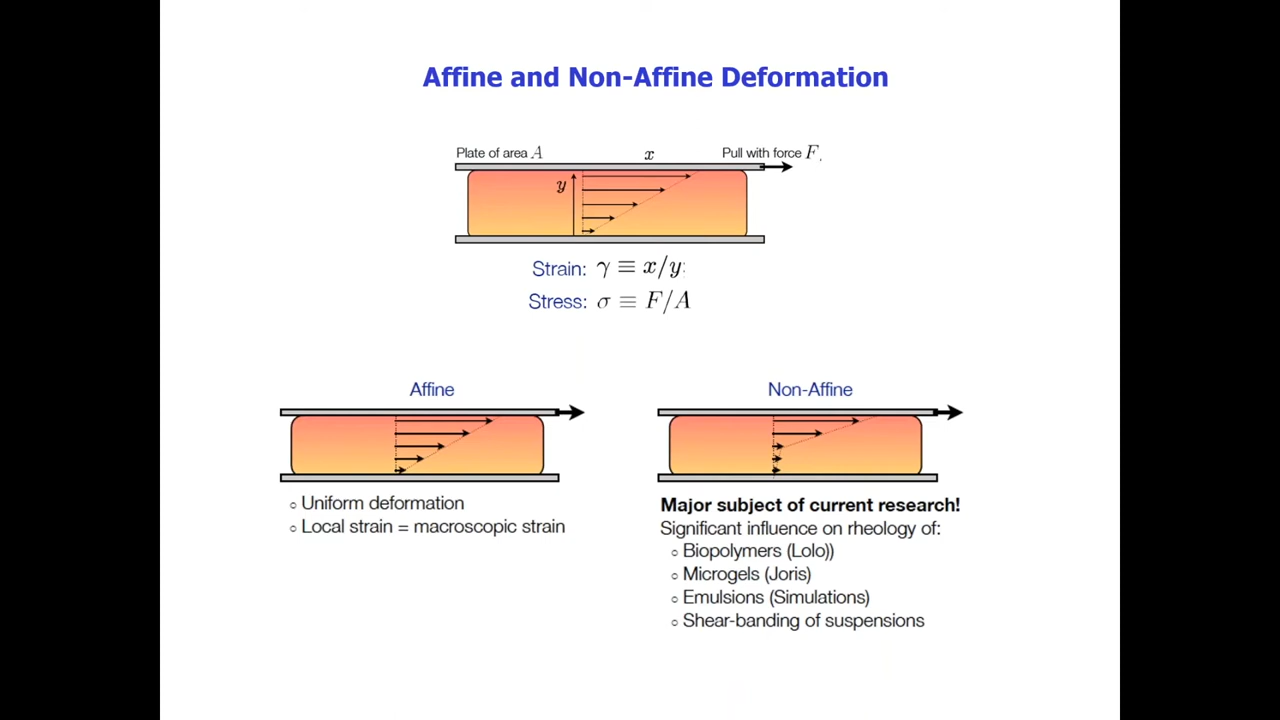 Affine and Non-Affine Deformation
Plate of area A
x
Pull with force F.
y
Strain: γ ≡ x/y
Stress: σ ≡ F/A
Affine
Non-Affine
◦ Uniform deformation
◦ Local strain = macroscopic strain
Major subject of current research!
Significant influence on rheology of:
◦ Biopolymers (Lolo))
◦ Microgels (Joris)
◦ Emulsions (Simulations)
◦ Shear-banding of suspensions